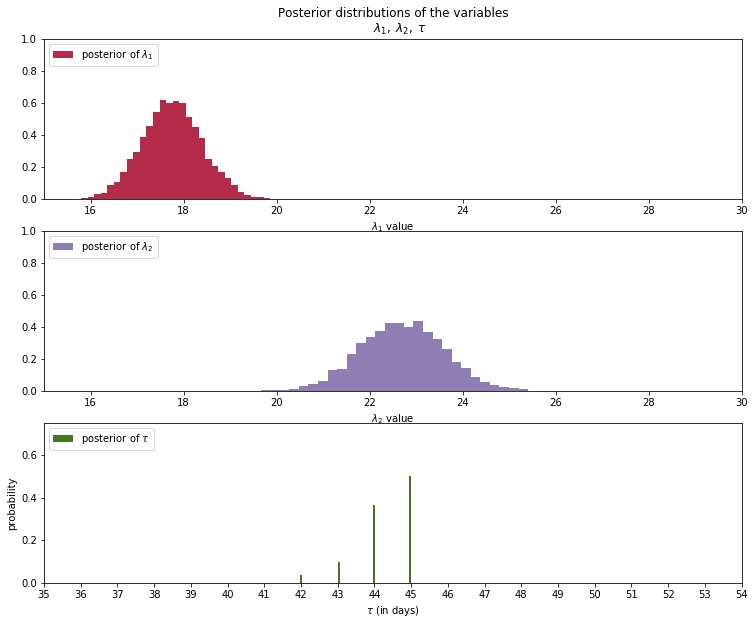 Posterior distributions of the variables
λ₁, λ₂, τ
posterior of λ₁
1.0
0.8
0.6
0.4
0.2
0.0
16 18 20 22 24 26 28 30
λ₁ value
posterior of λ₂
1.0
0.8
0.6
0.4
0.2
0.0
16 18 20 22 24 26 28 30
λ₂ value
posterior of τ
probability
0.6
0.4
0.2
0.0
35 36 37 38 39 40 41 42 43 44 45 46 47 48 49 50 51 52 53 54
τ (in days)